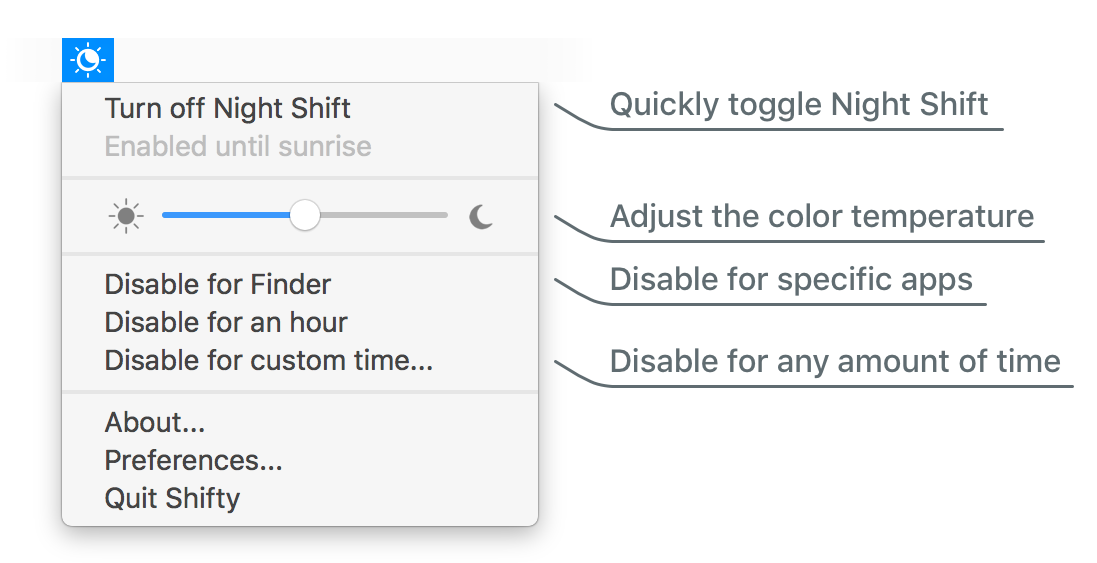 Turn off Night Shift
Quickly toggle Night Shift
Enabled until sunrise
Adjust the color temperature
Disable for Finder
Disable for specific apps
Disable for an hour
Disable for custom time...
Disable for any amount of time
About...
Preferences...
Quit Shifty